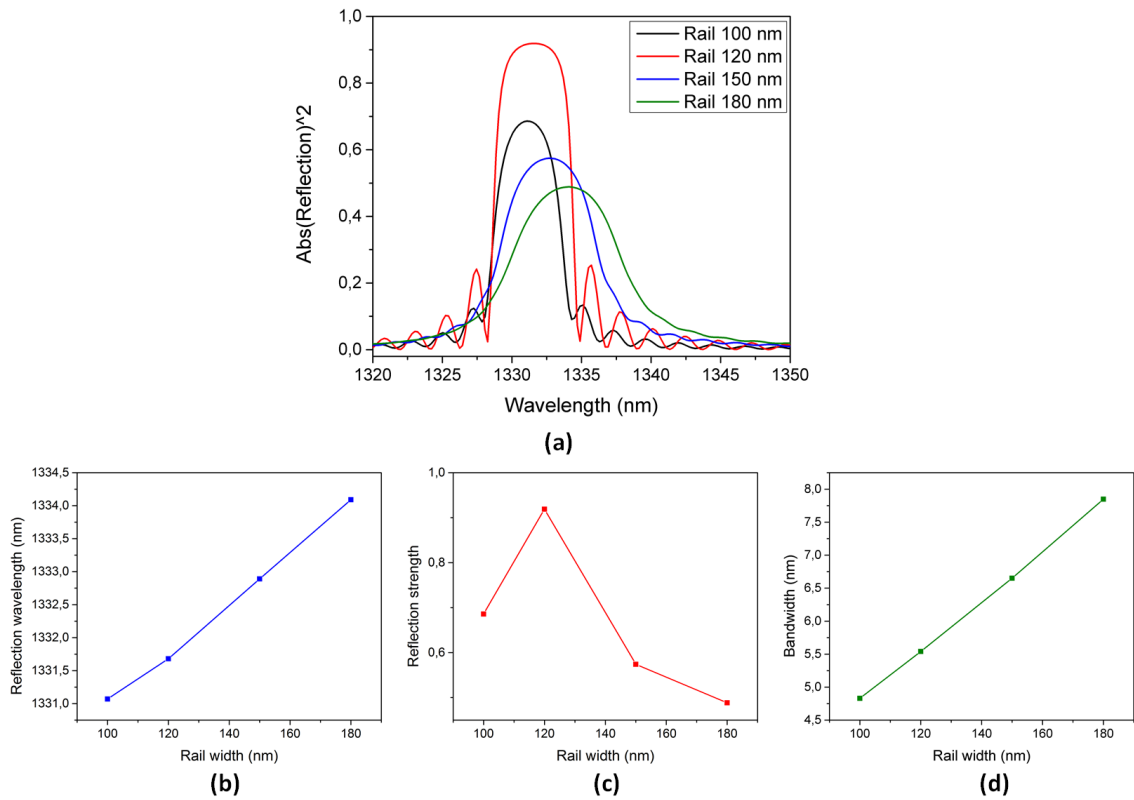 1,0
0,8
0,6
0,4
0,2
0,0
Abs(Reflection)^2
Rail 100 nm
Rail 120 nm
Rail 150 nm
Rail 180 nm
1320 1325 1330 1335 1340 1345 1350
Wavelength (nm)
(a)
1334,5
1334,0
1333,5
1333,0
1332,5
1332,0
1331,5
1331,0
Reflection wavelength (nm)
100 120 140 160 180
Rail width (nm)
(b)
1,0
0,8
0,6
Reflection strength
100 120 140 160 180
Rail width (nm)
(c)
8,0
7,5
7,0
6,5
6,0
5,5
5,0
4,5
Bandwidth (nm)
100 120 140 160 180
Rail width (nm)
(d)